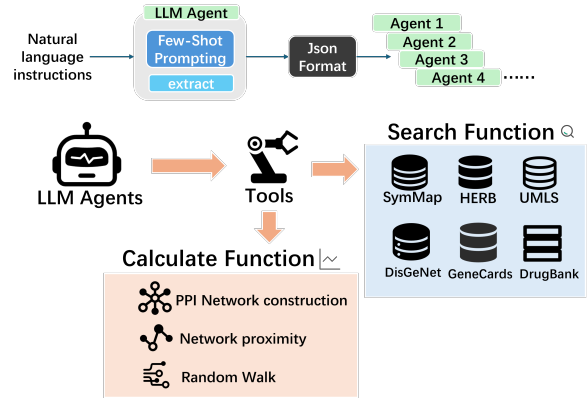 LLM Agent
Natural
language
instructions
Few-Shot
Prompting
extract
Json
Format
Agent 1
Agent 2
Agent 3
Agent 4 ······
LLM Agents
Tools
Search Function
SymMap
HERB
UMLS
DisGeNet
GeneCards
DrugBank
Calculate Function
PPI Network construction
Network proximity
Random Walk